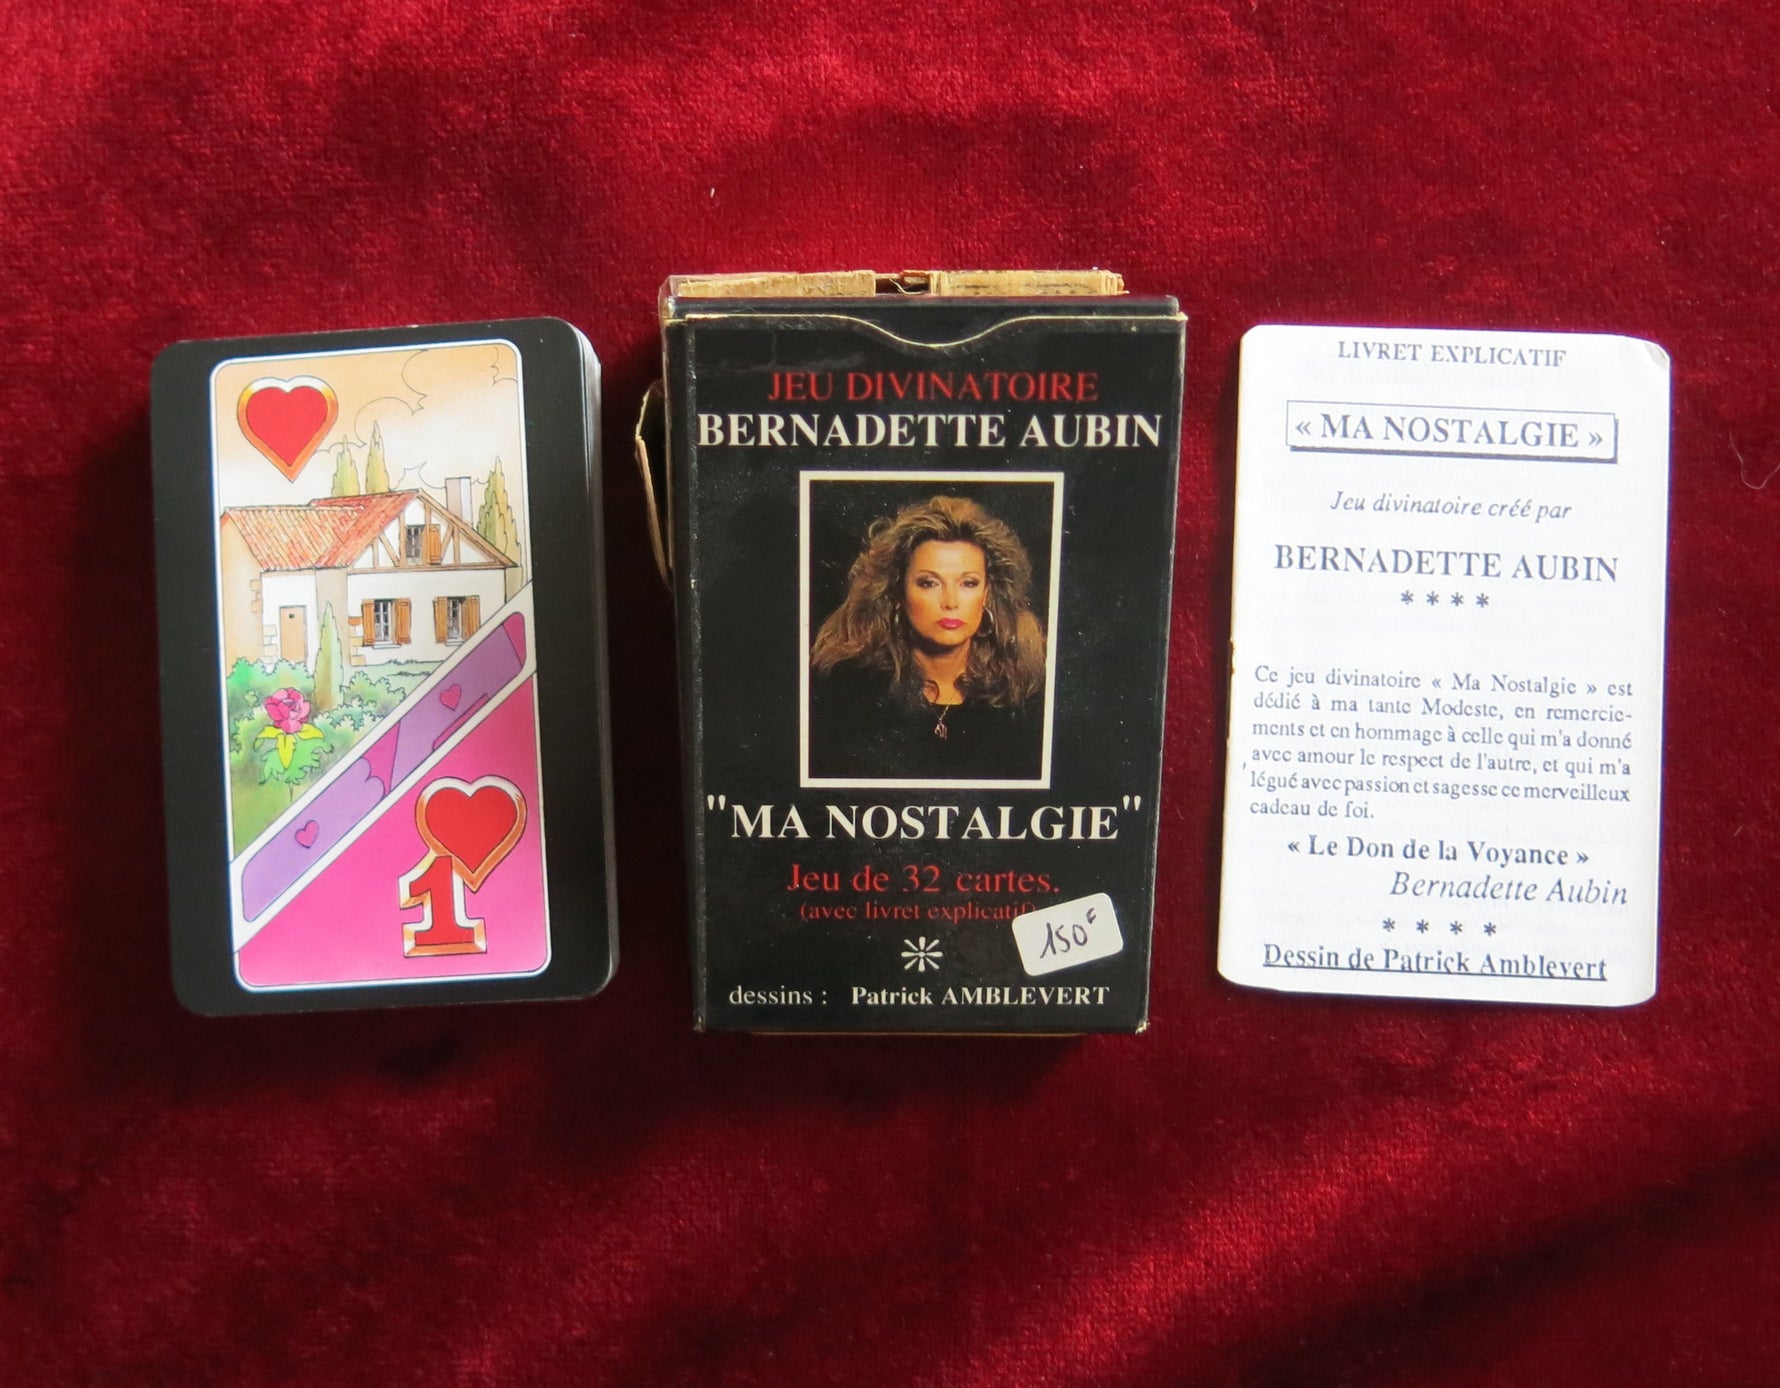 1
JEU DIVINATOIRE
BERNADETTE AUBIN
"MA NOSTALGIE"
Jeu de 32 cartes.
(avec livret explicatif)
150F
dessins : Patrick AMBLEVERT
LIVRET EXPLICATIF
« MA NOSTALGIE »
Jeu divinatoire créé par
BERNADETTE AUBIN
* * * *
Ce jeu divinatoire « Ma Nostalgie » est
dédié à ma tante Modeste, en remercie-
ments et en hommage à celle qui m'a donné
avec amour le respect de l'autre, et qui m'a
légué avec passion et sagesse ce merveilleux
cadeau de foi.
« Le Don de la Voyance »
Bernadette Aubin
* * * *
Dessin de Patrick Amblevert